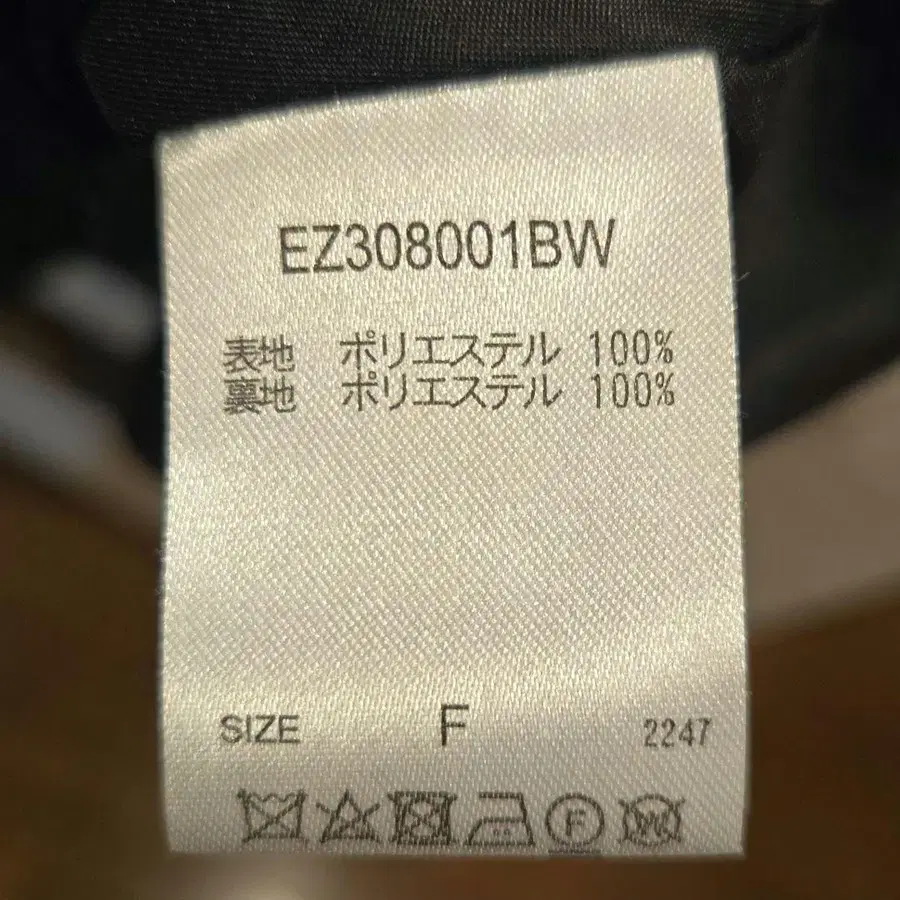 EZ308001BW
表地 ポリエステル 100%
裏地 ポリエステル 100%
SIZE F 2247
F W